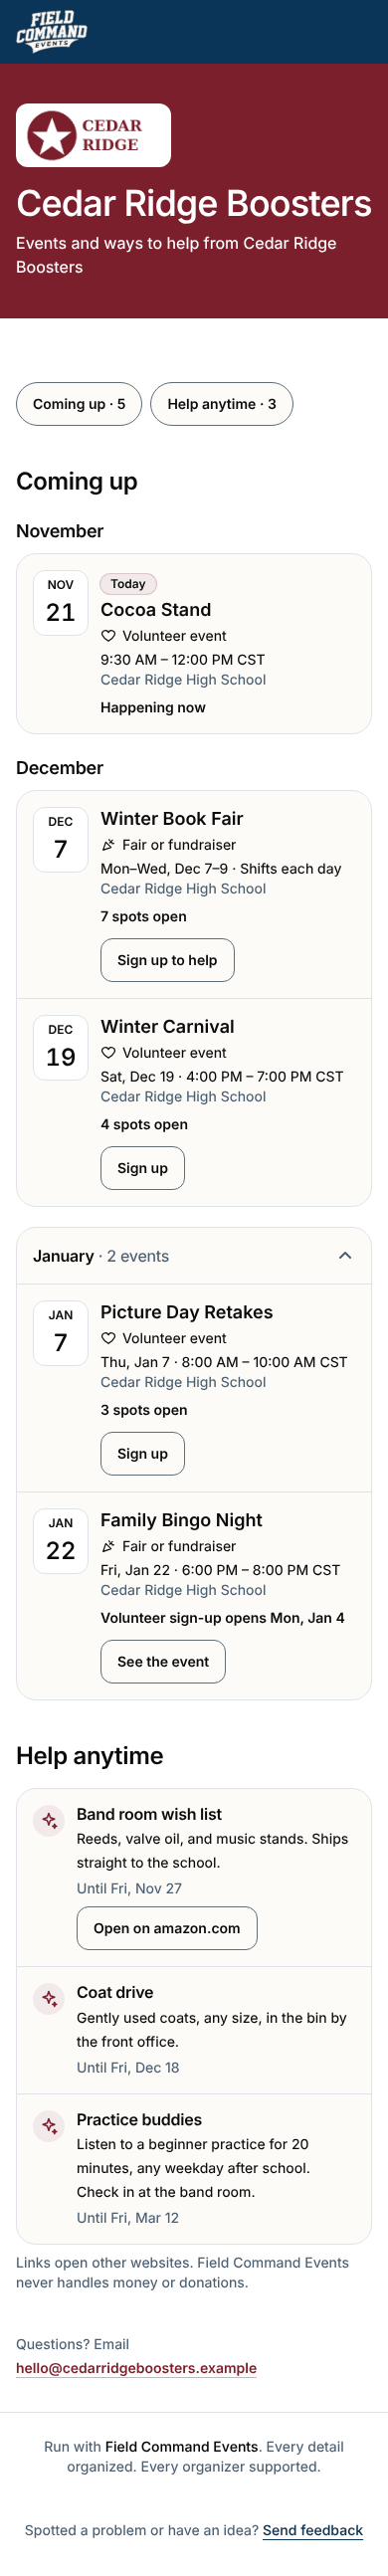 FIELD
COMMAND
EVENTS
CEDAR
RIDGE
Cedar Ridge Boosters
Events and ways to help from Cedar Ridge
Boosters
Coming up · 5
Help anytime · 3
Coming up
November
NOV
21
Today
Cocoa Stand
Volunteer event
9:30 AM – 12:00 PM CST
Cedar Ridge High School
Happening now
December
DEC
7
Winter Book Fair
Fair or fundraiser
Mon–Wed, Dec 7–9 · Shifts each day
Cedar Ridge High School
7 spots open
Sign up to help
DEC
19
Winter Carnival
Volunteer event
Sat, Dec 19 · 4:00 PM – 7:00 PM CST
Cedar Ridge High School
4 spots open
Sign up
January · 2 events
JAN
7
Picture Day Retakes
Volunteer event
Thu, Jan 7 · 8:00 AM – 10:00 AM CST
Cedar Ridge High School
3 spots open
Sign up
JAN
22
Family Bingo Night
Fair or fundraiser
Fri, Jan 22 · 6:00 PM – 8:00 PM CST
Cedar Ridge High School
Volunteer sign-up opens Mon, Jan 4
See the event
Help anytime
Band room wish list
Reeds, valve oil, and music stands. Ships
straight to the school.
Until Fri, Nov 27
Open on amazon.com
Coat drive
Gently used coats, any size, in the bin by
the front office.
Until Fri, Dec 18
Practice buddies
Listen to a beginner practice for 20
minutes, any weekday after school.
Check in at the band room.
Until Fri, Mar 12
Links open other websites. Field Command Events
never handles money or donations.
Questions? Email
hello@cedarridgeboosters.example
Run with Field Command Events. Every detail
organized. Every organizer supported.
Spotted a problem or have an idea? Send feedback